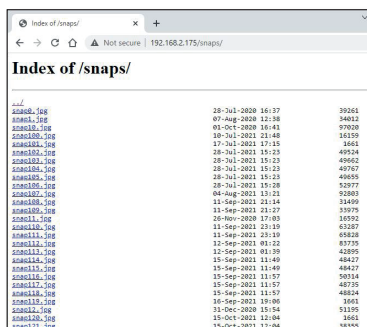 Index of /snaps/
Not secure | 192.168.2.175/snaps/
Index of /snaps/
../
snap0.jpg 28-Jul-2020 16:37 39261
snap1.jpg 07-Aug-2020 12:38 34012
snap10.jpg 01-Oct-2020 16:41 97020
snap100.jpg 10-Jul-2021 21:48 16159
snap101.jpg 17-Jul-2021 17:15 1661
snap102.jpg 28-Jul-2021 15:23 49524
snap103.jpg 28-Jul-2021 15:23 49662
snap104.jpg 28-Jul-2021 15:23 49767
snap105.jpg 28-Jul-2021 15:23 49655
snap106.jpg 28-Jul-2021 15:28 52977
snap107.jpg 04-Aug-2021 13:21 92803
snap108.jpg 11-Sep-2021 21:14 31499
snap109.jpg 11-Sep-2021 21:27 33975
snap11.jpg 26-Nov-2020 17:03 16592
snap110.jpg 11-Sep-2021 23:19 63287
snap111.jpg 11-Sep-2021 23:19 65828
snap112.jpg 12-Sep-2021 01:22 83735
snap113.jpg 12-Sep-2021 01:39 42895
snap114.jpg 15-Sep-2021 11:49 48427
snap115.jpg 15-Sep-2021 11:49 48427
snap116.jpg 15-Sep-2021 11:57 50314
snap117.jpg 15-Sep-2021 11:57 48735
snap118.jpg 15-Sep-2021 11:57 48824
snap119.jpg 16-Sep-2021 19:06 1661
snap12.jpg 31-Dec-2020 15:54 51195
snap120.jpg 15-Oct-2021 12:04 1661
snap121.jpg 15-Oct-2021 12:04 38355